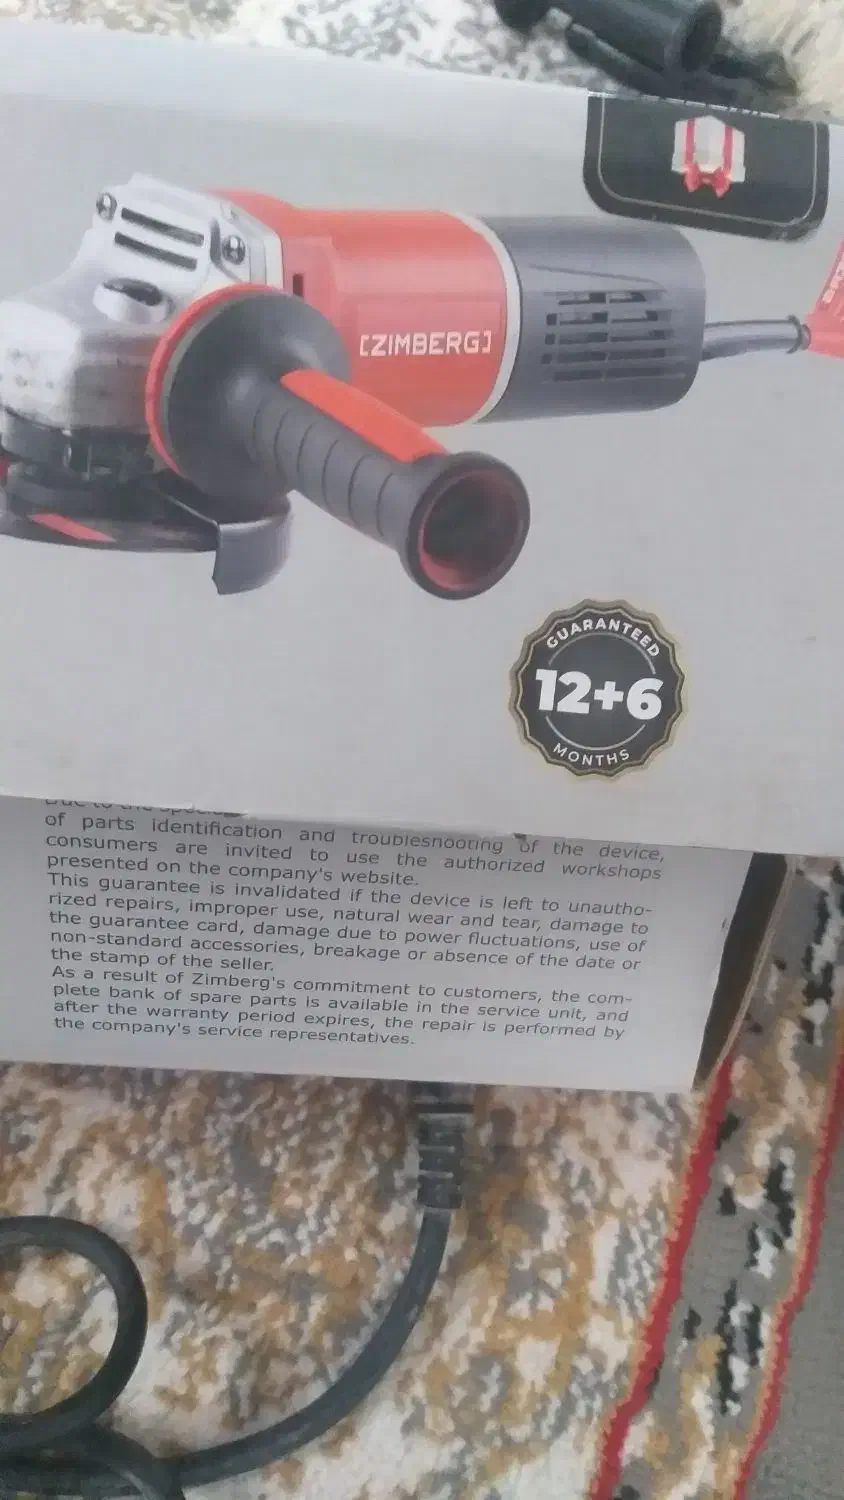 [ZIMBERG]
GUARANTEED
12+6
MONTHS
of parts identification and troubleshooting of the device,
consumers are invited to use the authorized workshops
presented on the company's website.
This guarantee is invalidated if the device is left to unautho-
rized repairs, improper use, natural wear and tear, damage to
the guarantee card, damage due to power fluctuations, use of
non-standard accessories, breakage or absence of the date or
the stamp of the seller.
As a result of Zimberg's commitment to customers, the com-
plete bank of spare parts is available in the service unit, and
after the warranty period expires, the repair is performed by
the company's service representatives.